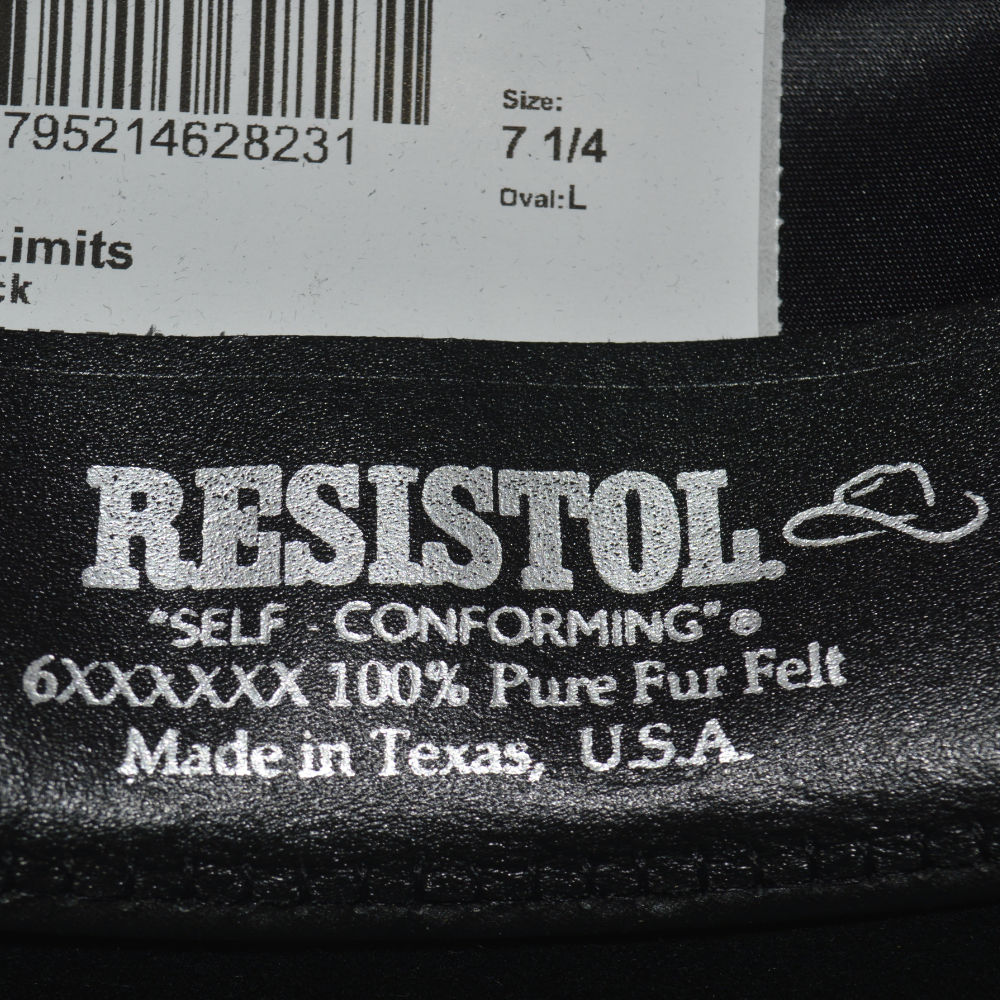 795214628231
Size:
7 1/4
Oval:L
Limits
ck
RESISTOL.
"SELF - CONFORMING"®
6XXXXXX 100% Pure Fur Felt
Made in Texas, U.S.A.